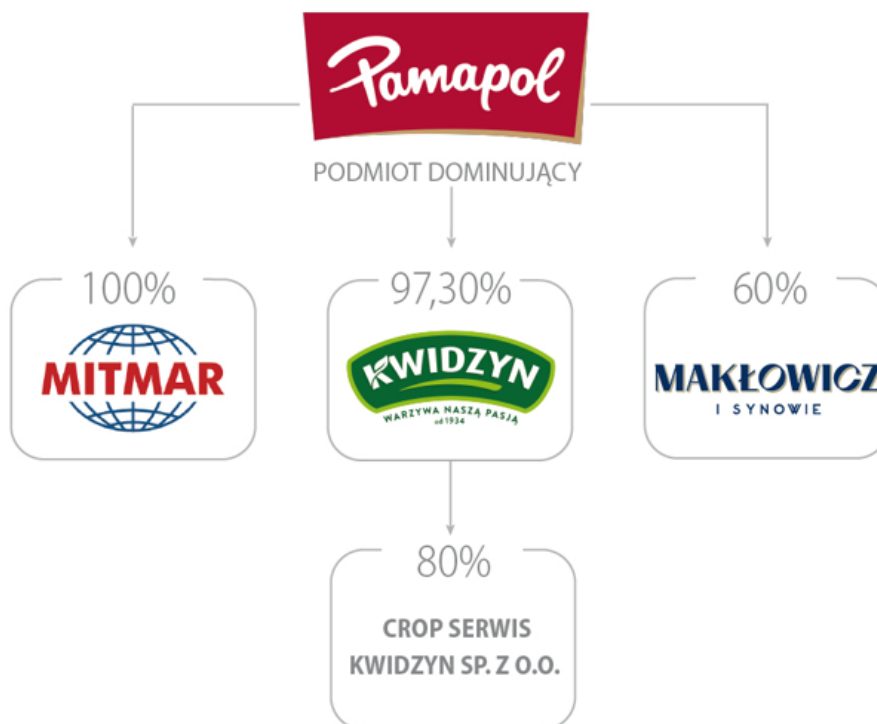 Pamapol
PODMIOT DOMINUJĄCY
100%
97,30%
60%
MITMAR
KWIDZYN
WARZYWA NASZĄ PASJĄ
od 1934
MAKŁOWICZ
I SYNOWIE
80%
CROP SERWIS
KWIDZYN SP. Z O.O.